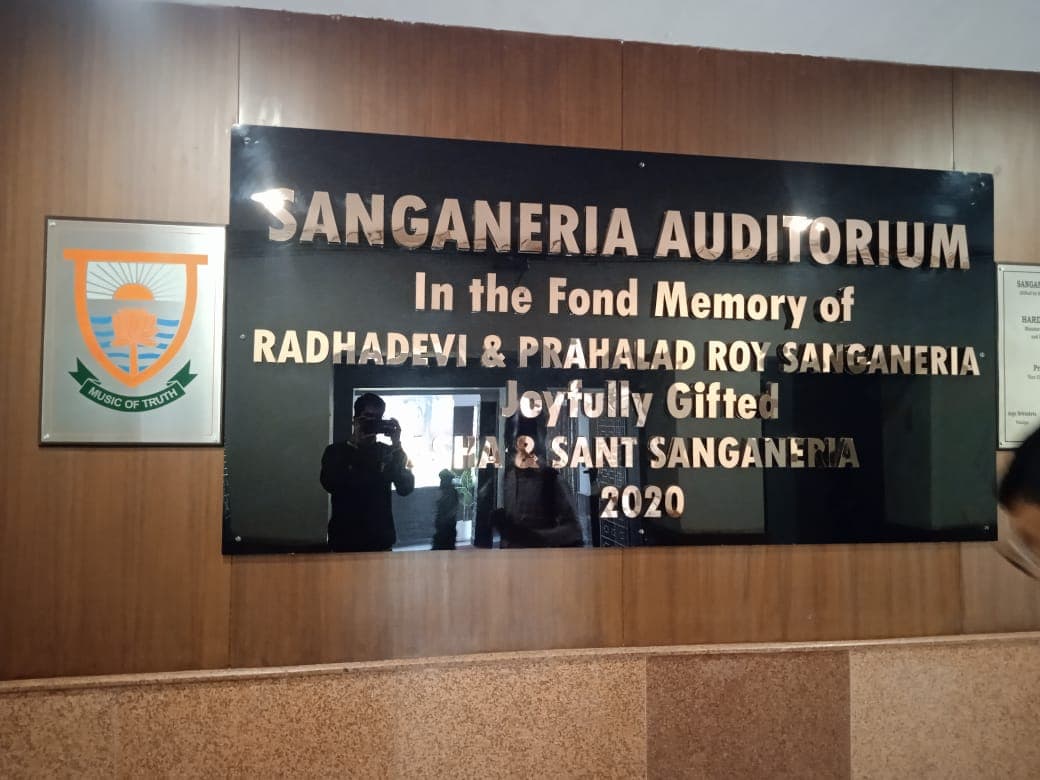 MUSIC OF TRUTH
SANGANERIA AUDITORIUM
In the Fond Memory of
RADHADEVI & PRAHALAD ROY SANGANERIA
Joyfully Gifted
& SANT SANGANERIA
2020